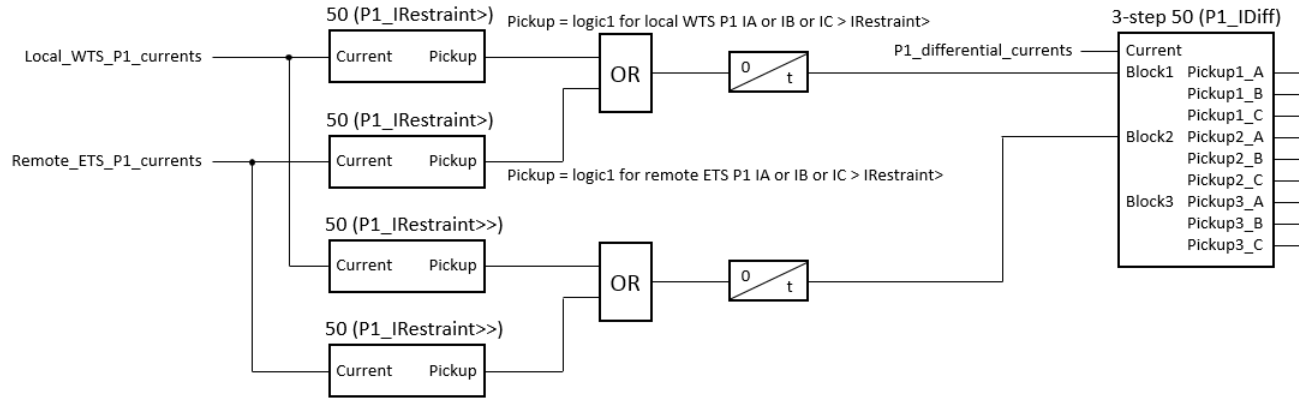 50 (P1_IRestraint>)
Pickup = logic1 for local WTS P1 IA or IB or IC > IRestraint>
3-step 50 (P1_IDiff)
Local_WTS_P1_currents
Current Pickup
OR
0
t
P1_differential_currents
Current
Block1 Pickup1_A
Pickup1_B
Pickup1_C
Block2 Pickup2_A
Pickup2_B
Pickup2_C
Block3 Pickup3_A
Pickup3_B
Pickup3_C
50 (P1_IRestraint>)
Remote_ETS_P1_currents
Current Pickup
Pickup = logic1 for remote ETS P1 IA or IB or IC > IRestraint>
50 (P1_IRestraint>>)
Current Pickup
OR
0
t
50 (P1_IRestraint>>)
Current Pickup